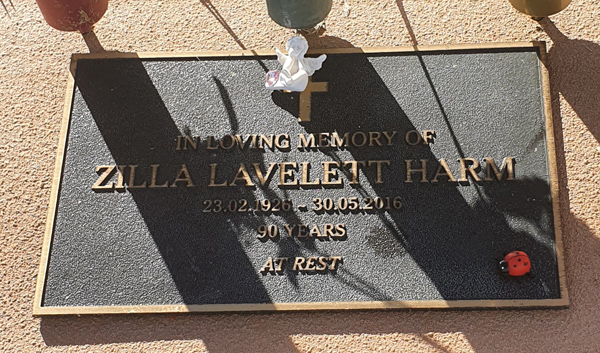 IN LOVING MEMORY OF
ZILLA LAVELETT HARM
23.02.1926 - 30.05.2016
90 YEARS
AT REST